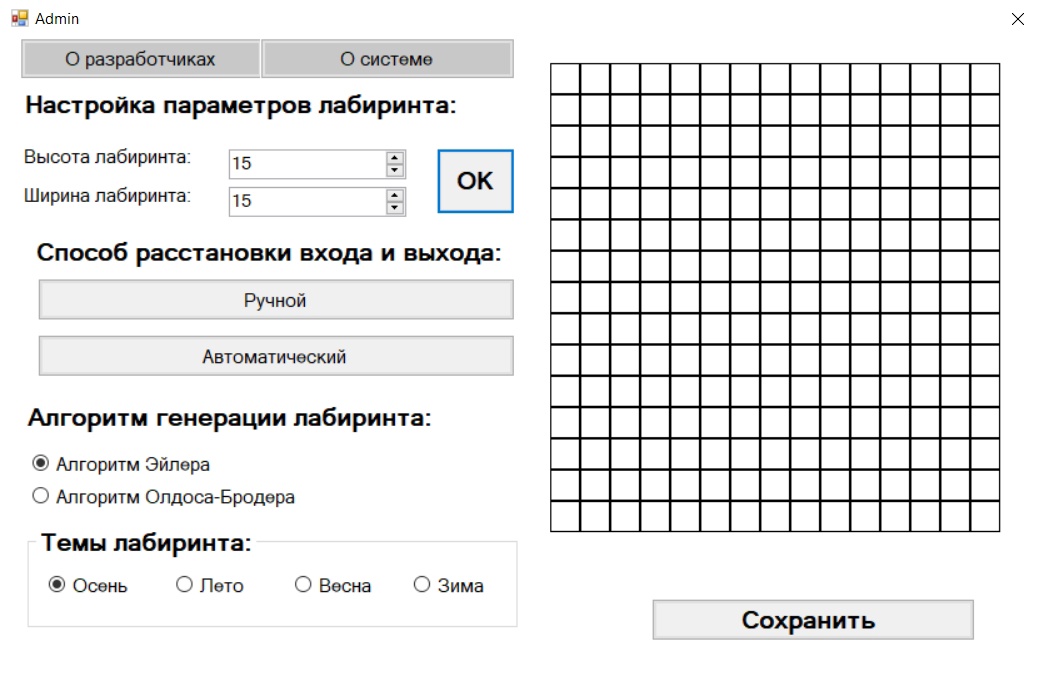 Admin
О разработчиках
О системе
Настройка параметров лабиринта:
Высота лабиринта:
15
Ширина лабиринта:
15
OK
Способ расстановки входа и выхода:
Ручной
Автоматический
Алгоритм генерации лабиринта:
Алгоритм Эйлера
Алгоритм Олдоса-Бродера
Темы лабиринта:
Осень
Лето
Весна
Зима
Сохранить